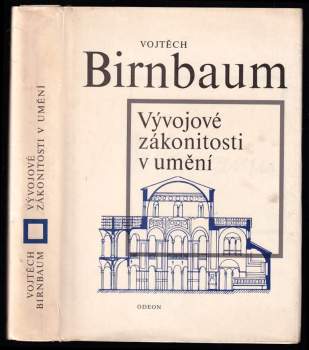 VOJTĚCH
BIRNBAUM
VÝVOJOVÉ
ZÁKONITOSTI V UMĚNÍ
VOJTĚCH
Birnbaum
Vývojové
zákonitosti
v umění
ODEON